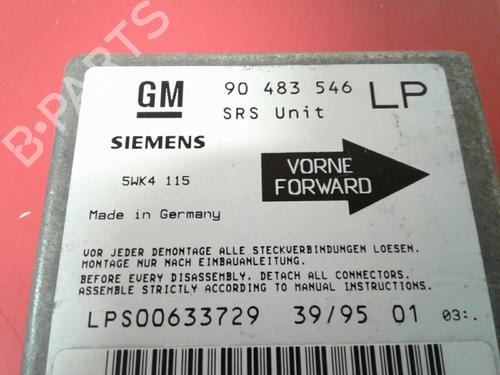 GM
90 483 546 LP
SRS Unit
SIEMENS
5WK4 115
VORNE
FORWARD
Made in Germany
VOR JEDER DEMONTAGE ALLE STECKVERBINDUNGEN LOESEN.
MONTAGE NUR NACH EINBAUANLEITUNG.
BEFORE EVERY DISASSEMBLY. DETACH ALL CONNECTORS.
ASSEMBLE STRICTLY ACCORDING TO MANUAL INSTRUCTIONS.
LPS00633729 39/95 01 03:.
B-PARTS
B-PARTS